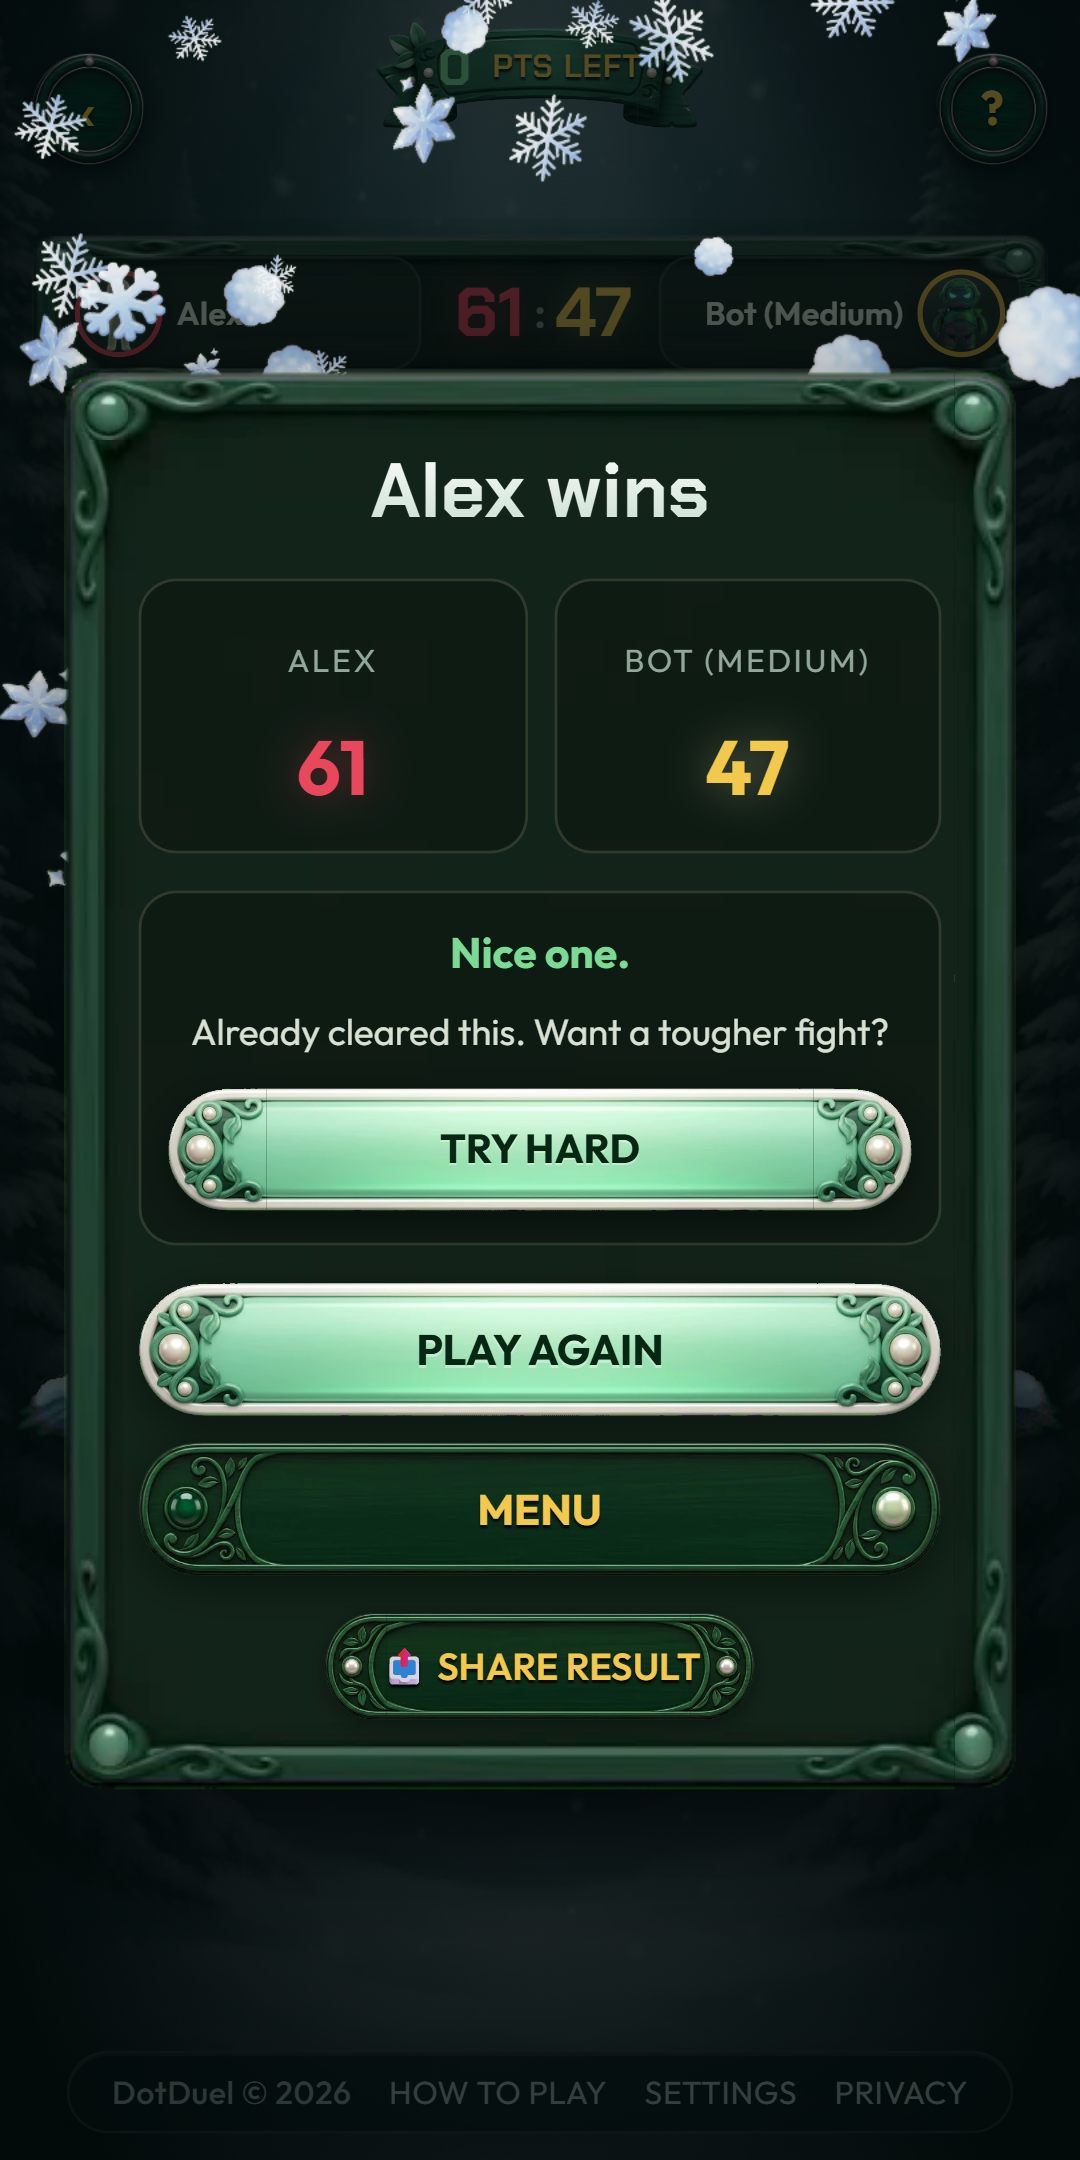 0 PTS LEFT
‹
?
Alex
61 : 47
Bot (Medium)
Alex wins
ALEX
BOT (MEDIUM)
61
47
Nice one.
Already cleared this. Want a tougher fight?
TRY HARD
PLAY AGAIN
MENU
SHARE RESULT
DotDuel © 2026 HOW TO PLAY SETTINGS PRIVACY